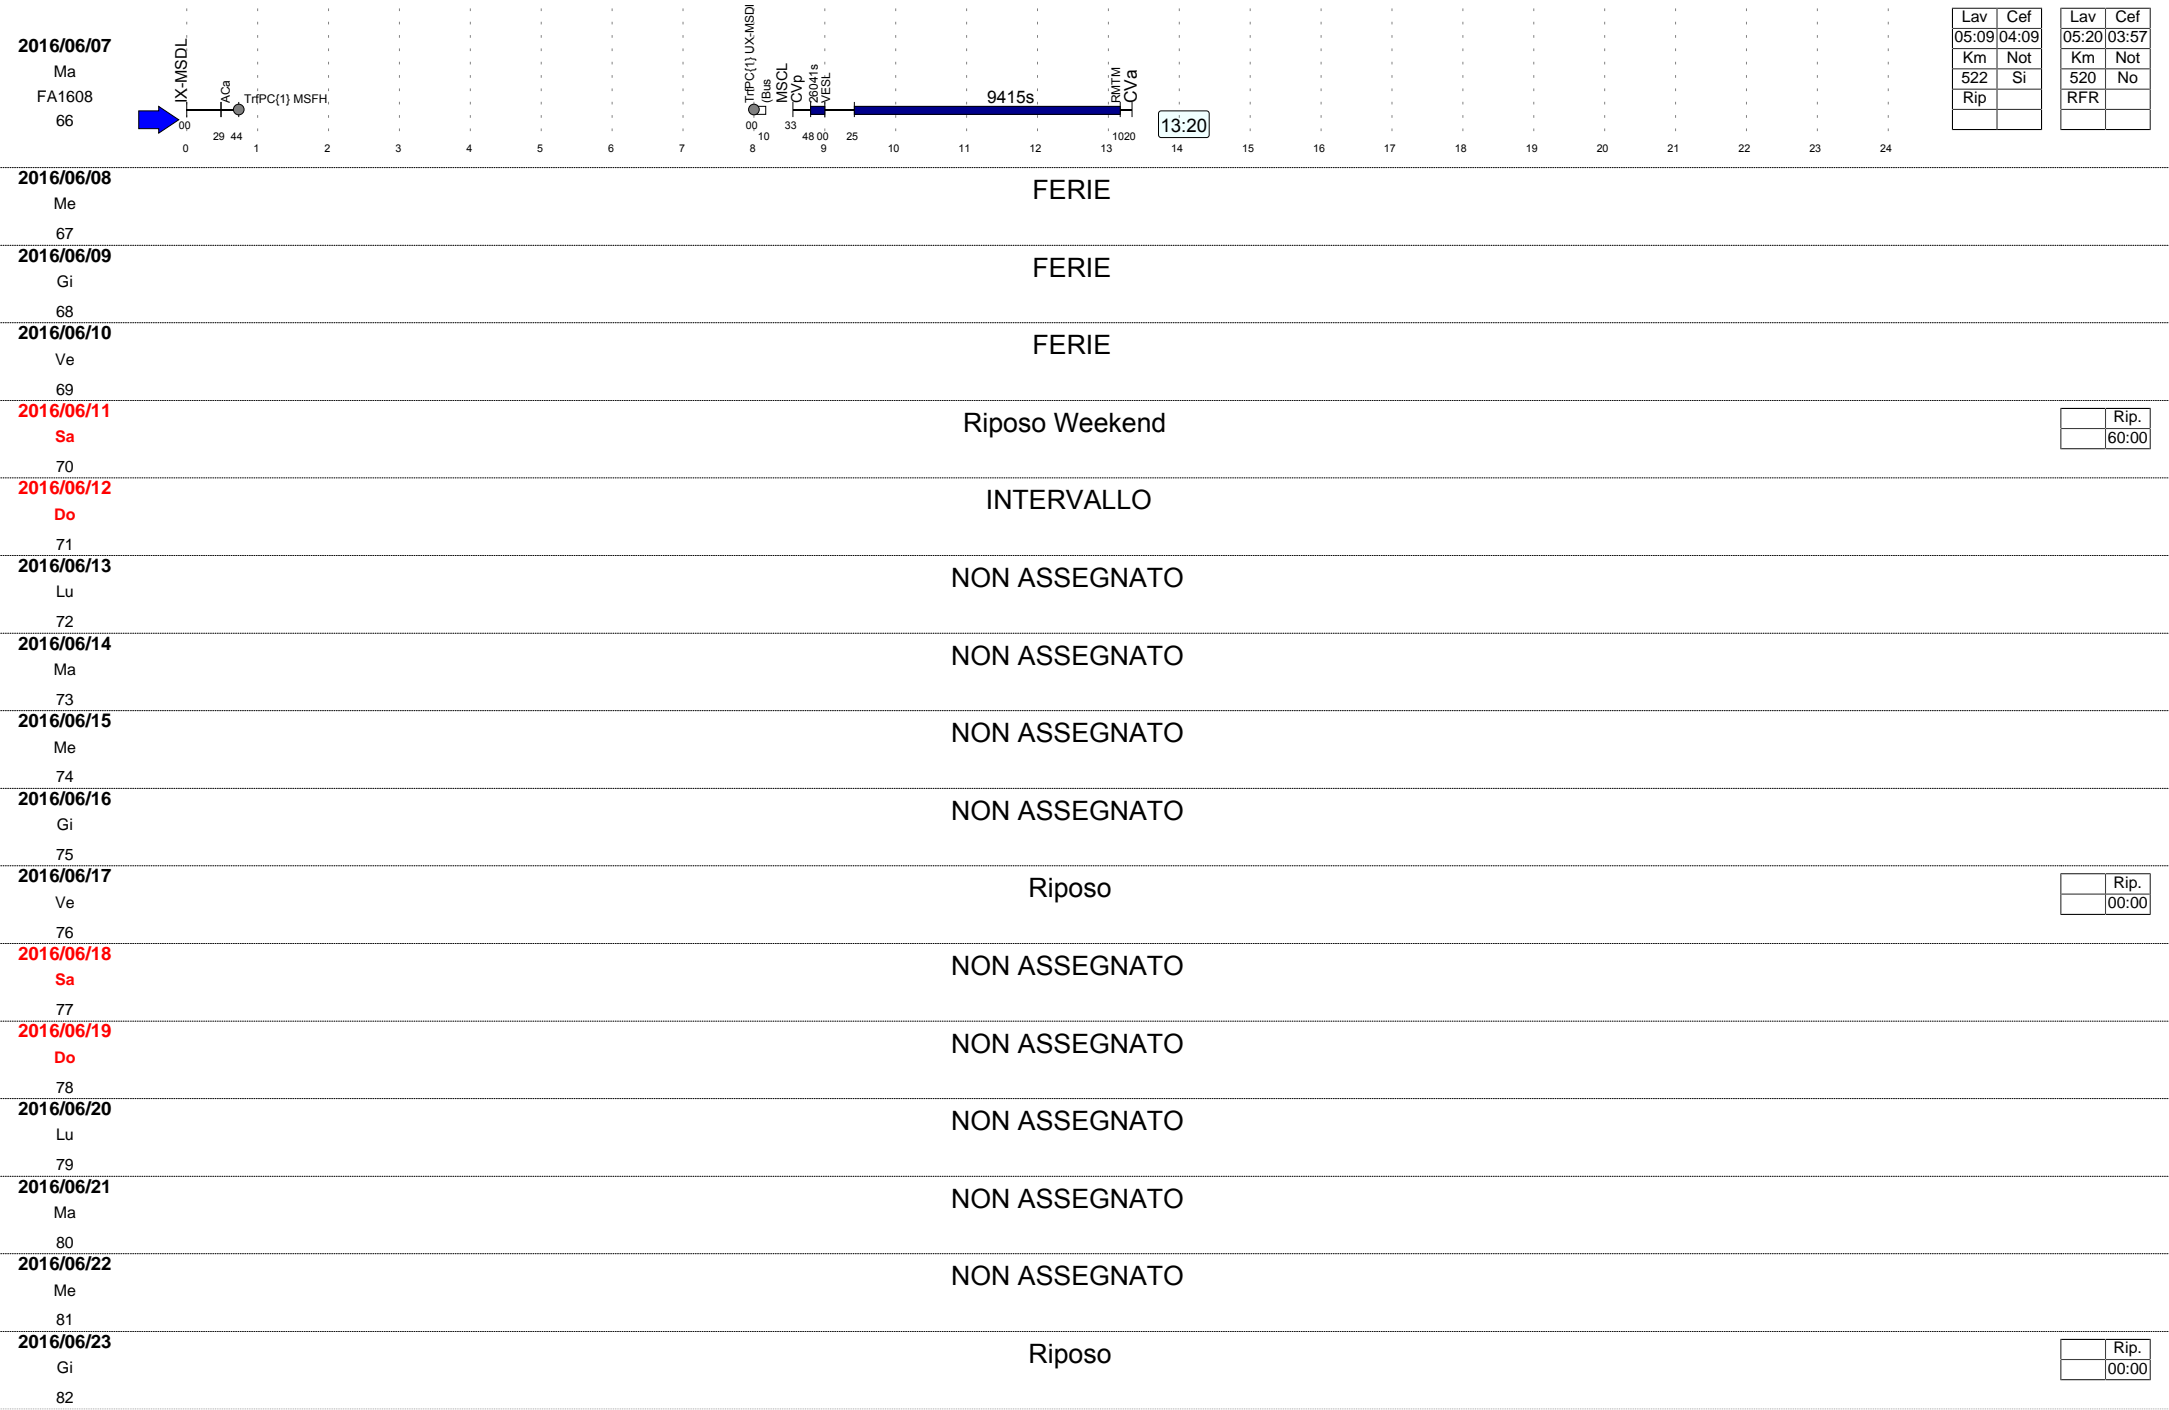 2016/06/07
Ma
FA1608
66
IX-MSDL
ACa
TrfPC{1} MSFH
TrfPC{1} UX-MSDI
(Bus
MSCL
CVp
26041s
VESL
9415s
RMTM
CVa
13:20
00 29 44 00 10 33 48 00 25 10 20
0 1 2 3 4 5 6 7 8 9 10 11 12 13 14 15 16 17 18 19 20 21 22 23 24
Lav Cef Lav Cef
05:09 04:09 05:20 03:57
Km Not Km Not
522 Si 520 No
Rip RFR
2016/06/08
FERIE
Me
67
2016/06/09
FERIE
Gi
68
2016/06/10
FERIE
Ve
69
2016/06/11
Riposo Weekend
Rip.
Sa
60:00
70
2016/06/12
INTERVALLO
Do
71
2016/06/13
NON ASSEGNATO
Lu
72
2016/06/14
NON ASSEGNATO
Ma
73
2016/06/15
NON ASSEGNATO
Me
74
2016/06/16
NON ASSEGNATO
Gi
75
2016/06/17
Riposo
Rip.
Ve
00:00
76
2016/06/18
NON ASSEGNATO
Sa
77
2016/06/19
NON ASSEGNATO
Do
78
2016/06/20
NON ASSEGNATO
Lu
79
2016/06/21
NON ASSEGNATO
Ma
80
2016/06/22
NON ASSEGNATO
Me
81
2016/06/23
Riposo
Rip.
Gi
00:00
82